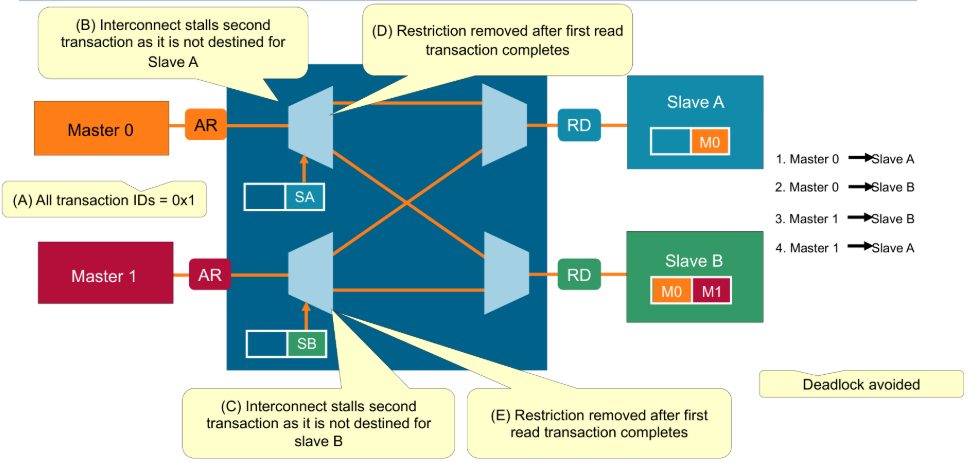 (B) Interconnect stalls second
transaction as it is not destined for
Slave A
(D) Restriction removed after first read
transaction completes
Master 0
AR
RD
Slave A
M0
SA
(A) All transaction IDs = 0x1
1. Master 0 Slave A
2. Master 0 Slave B
3. Master 1 Slave B
4. Master 1 Slave A
Master 1
AR
RD
Slave B
M0 M1
SB
Deadlock avoided
(C) Interconnect stalls second
transaction as it is not destined for
slave B
(E) Restriction removed after first
read transaction completes